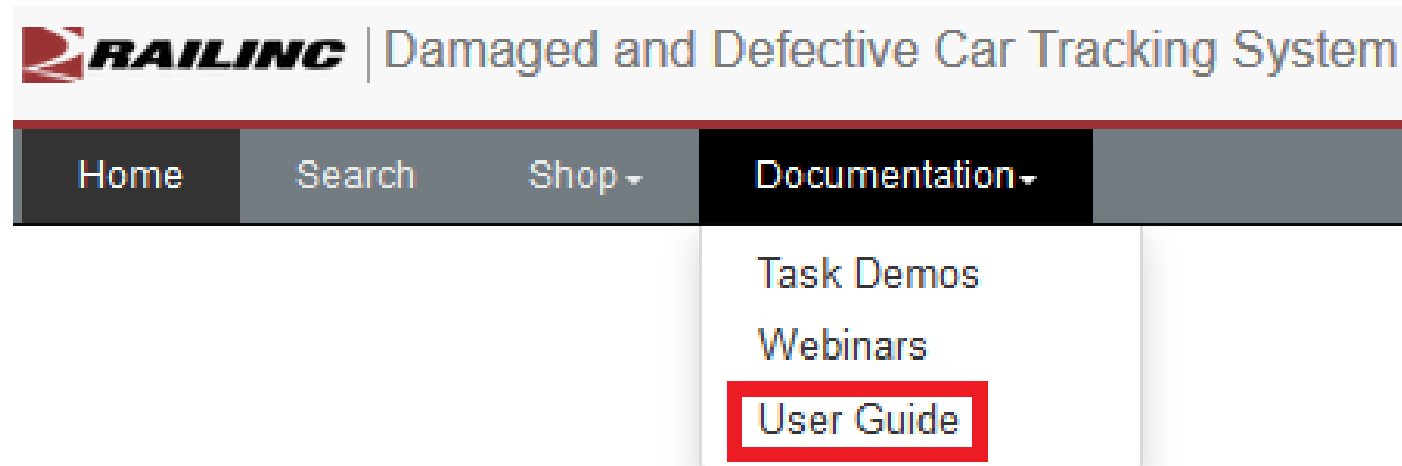 RAILINC Damaged and Defective Car Tracking System
Home Search Shop Documentation
Task Demos
Webinars
User Guide